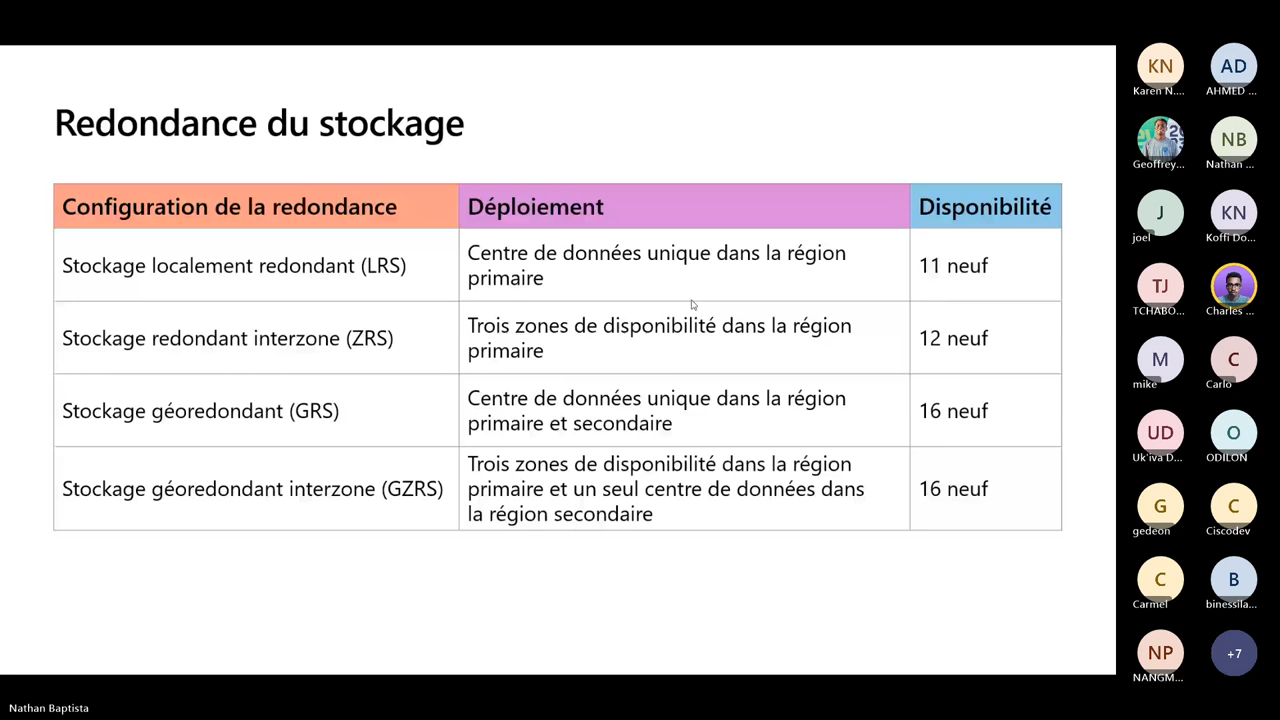 Redondance du stockage
Configuration de la redondance
Déploiement
Disponibilité
Stockage localement redondant (LRS)
Centre de données unique dans la région
primaire
11 neuf
Stockage redondant interzone (ZRS)
Trois zones de disponibilité dans la région
primaire
12 neuf
Stockage géoredondant (GRS)
Centre de données unique dans la région
primaire et secondaire
16 neuf
Stockage géoredondant interzone (GZRS)
Trois zones de disponibilité dans la région
primaire et un seul centre de données dans
la région secondaire
16 neuf
KN
Karen N....
AD
AHMED ...
Geoffrey...
NB
Nathan ...
J
joel
KN
Koffi Do...
TJ
TCHABO...
Charles ...
M
mike
C
Carlo
UD
Uk'iva D...
O
ODILON
G
gedeon
C
Ciscodev
C
Carmel
B
binessila...
NP
NANGM...
+7
Nathan Baptista